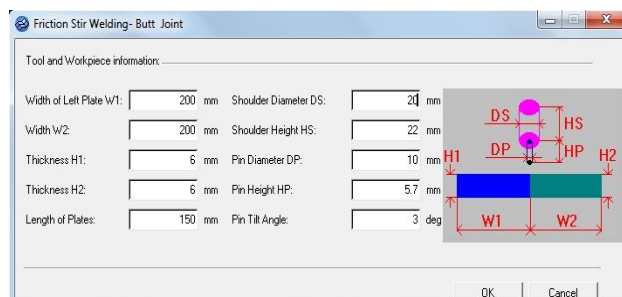 Friction Stir Welding- Butt Joint
X
Tool and Workpiece information:
Width of Left Plate W1: 200 mm Shoulder Diameter DS: 20 mm
Width W2: 200 mm Shoulder Height HS: 22 mm
Thickness H1: 6 mm Pin Diameter DP: 10 mm
Thickness H2: 6 mm Pin Height HP: 5.7 mm
Length of Plates: 150 mm Pin Tilt Angle: 3 deg
DS HS
DP HP
H1 H2
W1 W2
OK Cancel